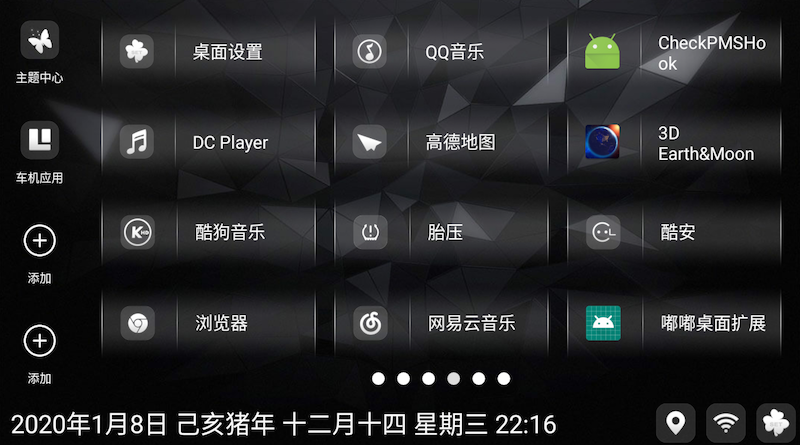 主题中心
车机应用
添加
添加
桌面设置
QQ音乐
CheckPMSHo
ok
DC Player
高德地图
3D
Earth&Moon
酷狗音乐
胎压
酷安
浏览器
网易云音乐
嘟嘟桌面扩展
2020年1月8日 己亥猪年 十二月十四 星期三 22:16